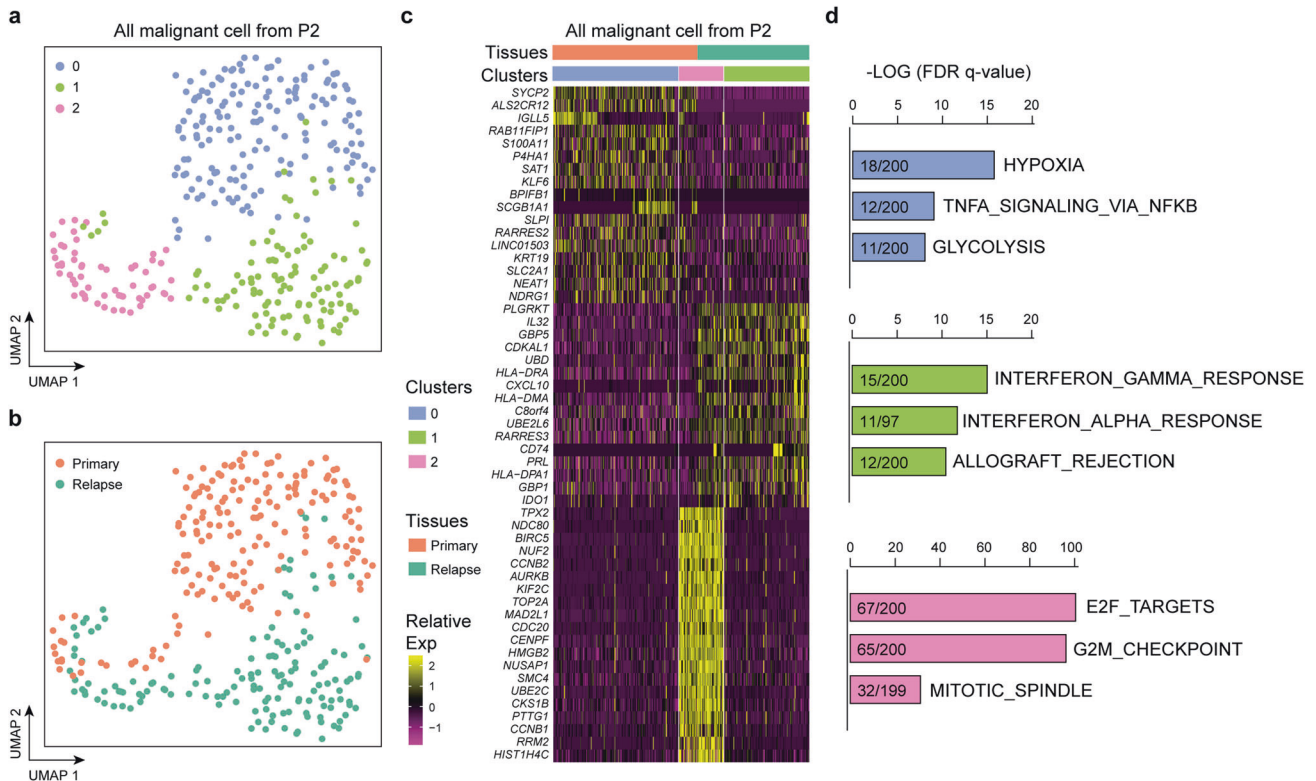 a
All malignant cell from P2
0
1
2
UMAP 2
UMAP 1
b
Primary
Relapse
UMAP 2
UMAP 1
Clusters
0
1
2
Tissues
Primary
Relapse
Relative
Exp
2
1
0
−1
c
All malignant cell from P2
Tissues
Clusters
SYCP2
ALS2CR12
IGLL5
RAB11FIP1
S100A11
P4HA1
SAT1
KLF6
BPIFB1
SCGB1A1
SLPI
RARRES2
LINC01503
KRT19
SLC2A1
NEAT1
NDRG1
PLGRKT
IL32
GBP5
CDKAL1
UBD
HLA−DRA
CXCL10
HLA−DMA
C8orf4
UBE2L6
RARRES3
CD74
PRL
HLA−DPA1
GBP1
IDO1
TPX2
NDC80
BIRC5
NUF2
CCNB2
AURKB
KIF2C
TOP2A
MAD2L1
CDC20
CENPF
HMGB2
NUSAP1
SMC4
UBE2C
CKS1B
PTTG1
CCNB1
RRM2
HIST1H4C
d
-LOG (FDR q-value)
0 5 10 15 20
18/200 HYPOXIA
12/200 TNFA_SIGNALING_VIA_NFKB
11/200 GLYCOLYSIS
0 5 10 15 20
15/200 INTERFERON_GAMMA_RESPONSE
11/97 INTERFERON_ALPHA_RESPONSE
12/200 ALLOGRAFT_REJECTION
0 20 40 60 80 100
67/200 E2F_TARGETS
65/200 G2M_CHECKPOINT
32/199 MITOTIC_SPINDLE